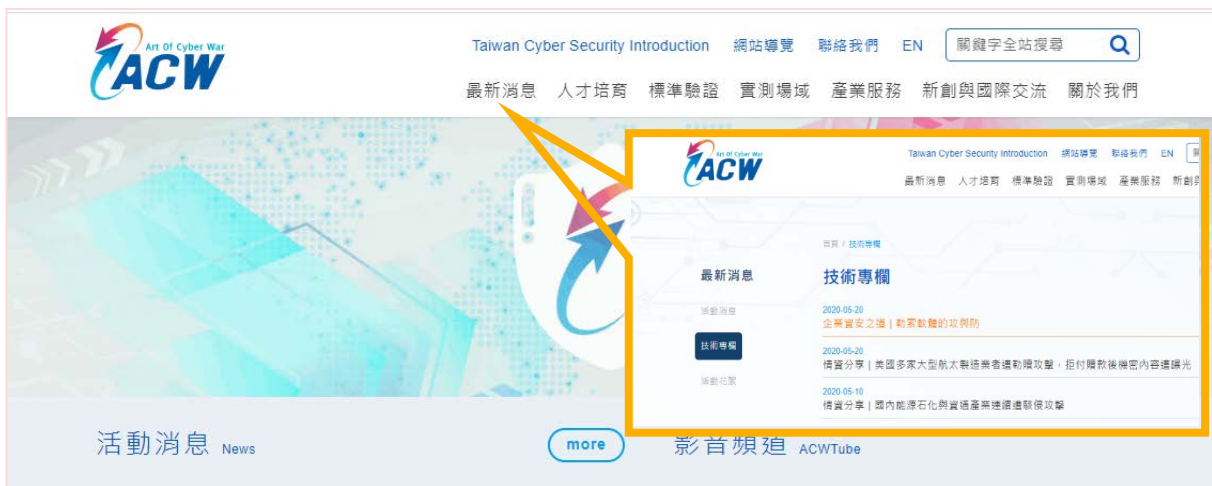 Art Of Cyber War
ACW
Taiwan Cyber Security Introduction 網站導覽 聯絡我們 EN 關鍵字全站搜尋
最新消息 人才培育 標準驗證 實測場域 產業服務 新創與國際交流 關於我們
Art Of Cyber War
ACW
Taiwan Cyber Security Introduction 網站導覽 聯絡我們 EN
最新消息 人才培育 標準驗證 實測場域 產業服務 新創
首頁 / 技術專欄
最新消息
技術專欄
活動消息
技術專欄
活動花絮
2020-05-20
企業資安之道 | 勒索軟體的攻與防
2020-05-20
情資分享 | 美國多家大型航太製造業者遭勒贖攻擊，拒付贖款後機密內容遭曝光
2020-05-10
情資分享 | 國內能源石化與資通產業連續遭駭侵攻擊
活動消息 News
more
影音頻道 ACWTube